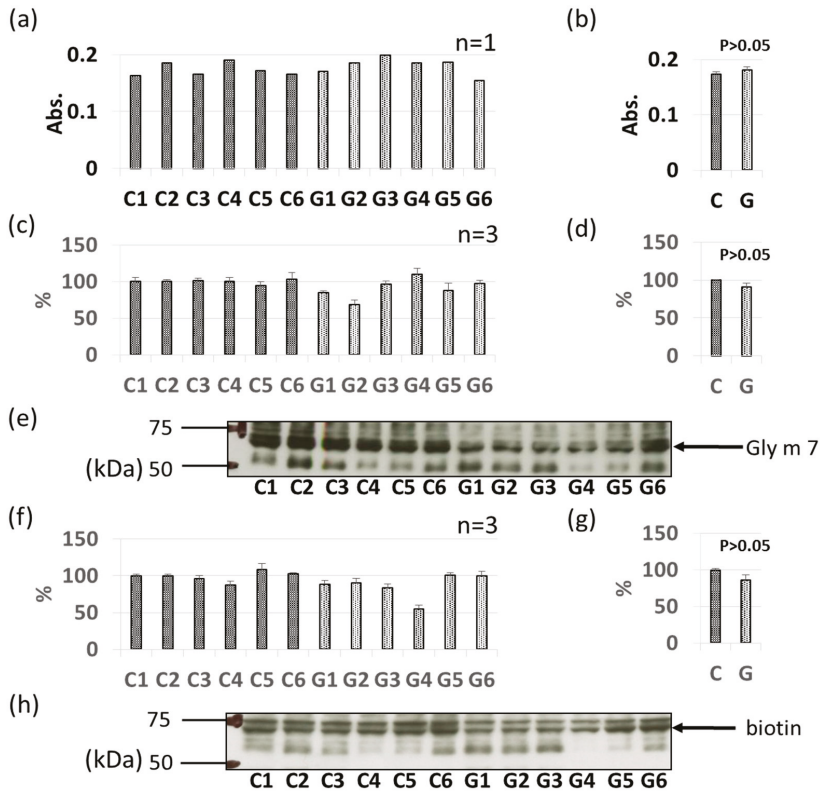 (a)
n=1
0.2
0.1
0
Abs.
C1 C2 C3 C4 C5 C6 G1 G2 G3 G4 G5 G6
(b)
P>0.05
0.2
0.1
0
Abs.
C G
(c)
n=3
150
100
50
0
%
C1 C2 C3 C4 C5 C6 G1 G2 G3 G4 G5 G6
(d)
P>0.05
150
100
50
0
%
C G
(e)
75
(kDa) 50
Gly m 7
C1 C2 C3 C4 C5 C6 G1 G2 G3 G4 G5 G6
(f)
n=3
150
100
50
0
%
C1 C2 C3 C4 C5 C6 G1 G2 G3 G4 G5 G6
(g)
P>0.05
150
100
50
0
%
C G
(h)
75
(kDa) 50
biotin
C1 C2 C3 C4 C5 C6 G1 G2 G3 G4 G5 G6